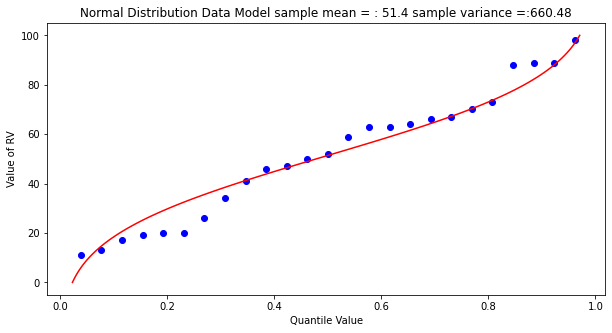 Normal Distribution Data Model sample mean = : 51.4 sample variance =:660.48
100
80
60
40
20
0
Value of RV
0.0 0.2 0.4 0.6 0.8 1.0
Quantile Value